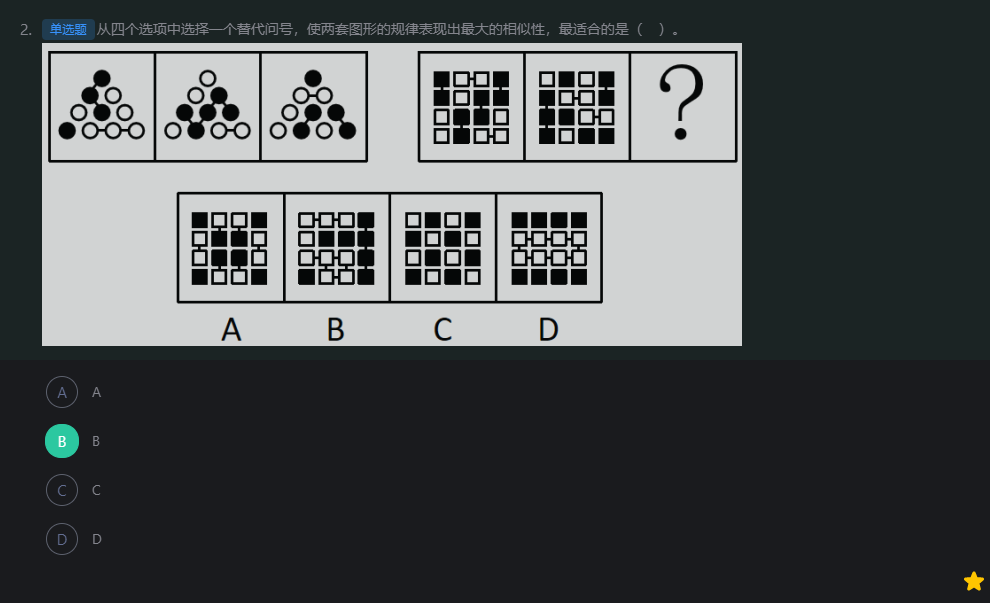 2. 单选题 从四个选项中选择一个替代问号，使两套图形的规律表现出最大的相似性，最适合的是（　）。
?
A B C D
A A
B B
C C
D D